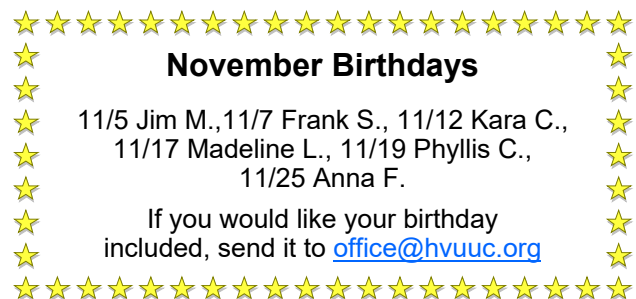 November Birthdays
11/5 Jim M.,11/7 Frank S., 11/12 Kara C.,
11/17 Madeline L., 11/19 Phyllis C.,
11/25 Anna F.
If you would like your birthday
included, send it to office@hvuuc.org